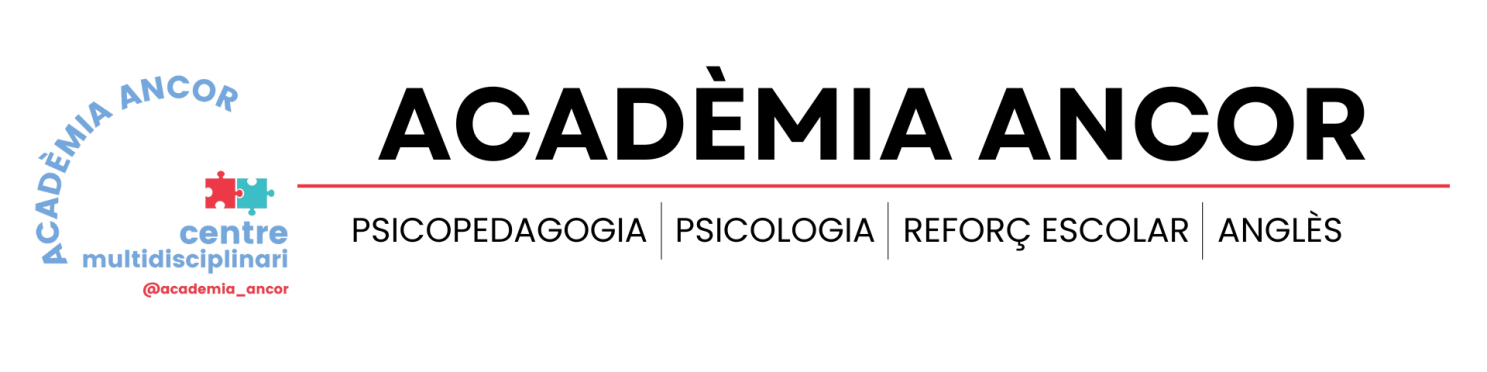 ACADÈMIA ANCOR
centre
multidisciplinari
@academia_ancor
ACADÈMIA ANCOR
PSICOPEDAGOGIA | PSICOLOGIA | REFORÇ ESCOLAR | ANGLÈS